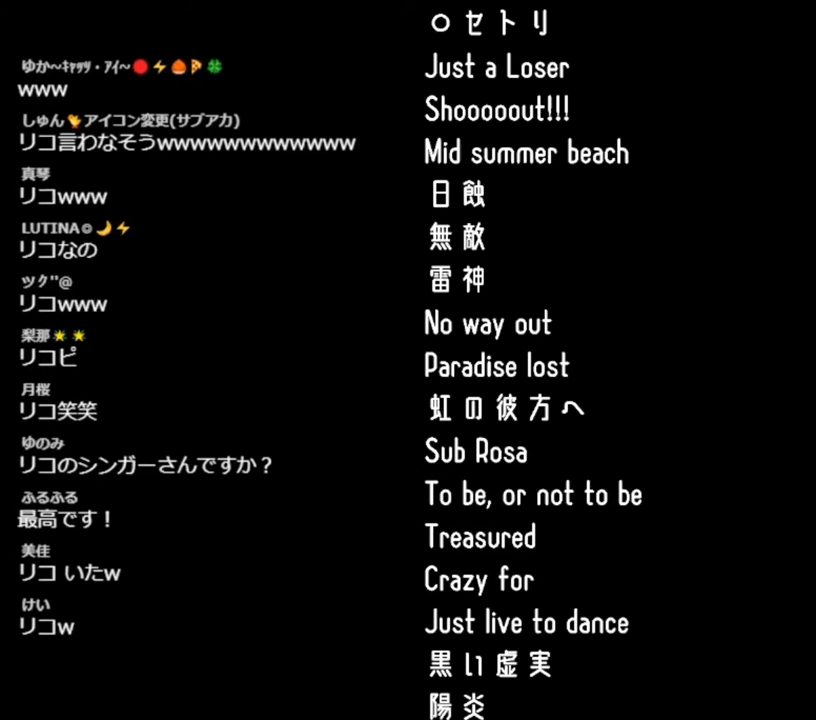 ゆか～ｷｬｯﾂ・ｱｲ～🔴⚡🌰🍕🍀
www
しゅん🐤アイコン変更(サブアカ)
リコ言わなそうwwwwwwwwwwww
真琴
リコwww
LUTINA☺🌙⚡
リコなの
ﾂｸ"@
リコwww
梨那🌟🌟
リコピ
月桜
リコ笑笑
ゆのみ
リコのシンガーさんですか？
ふるふる
最高です！
美佳
リコ いたw
けい
リコw
○セトリ
Just a Loser
Shooooout!!!
Mid summer beach
日蝕
無敵
雷神
No way out
Paradise lost
虹の彼方へ
Sub Rosa
To be, or not to be
Treasured
Crazy for
Just live to dance
黒い虚実
陽炎